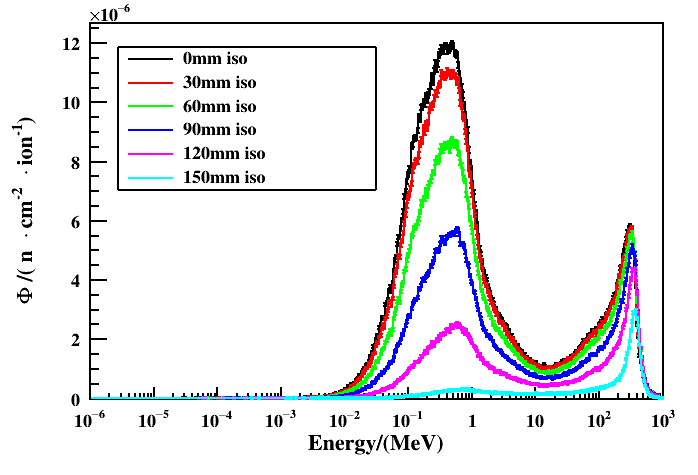 ×10⁻⁶
12
10
8
6
4
2
0
Φ /( n · cm⁻² · ion⁻¹)
0mm iso
30mm iso
60mm iso
90mm iso
120mm iso
150mm iso
10⁻⁶ 10⁻⁵ 10⁻⁴ 10⁻³ 10⁻² 10⁻¹ 1 10 10² 10³
Energy/(MeV)